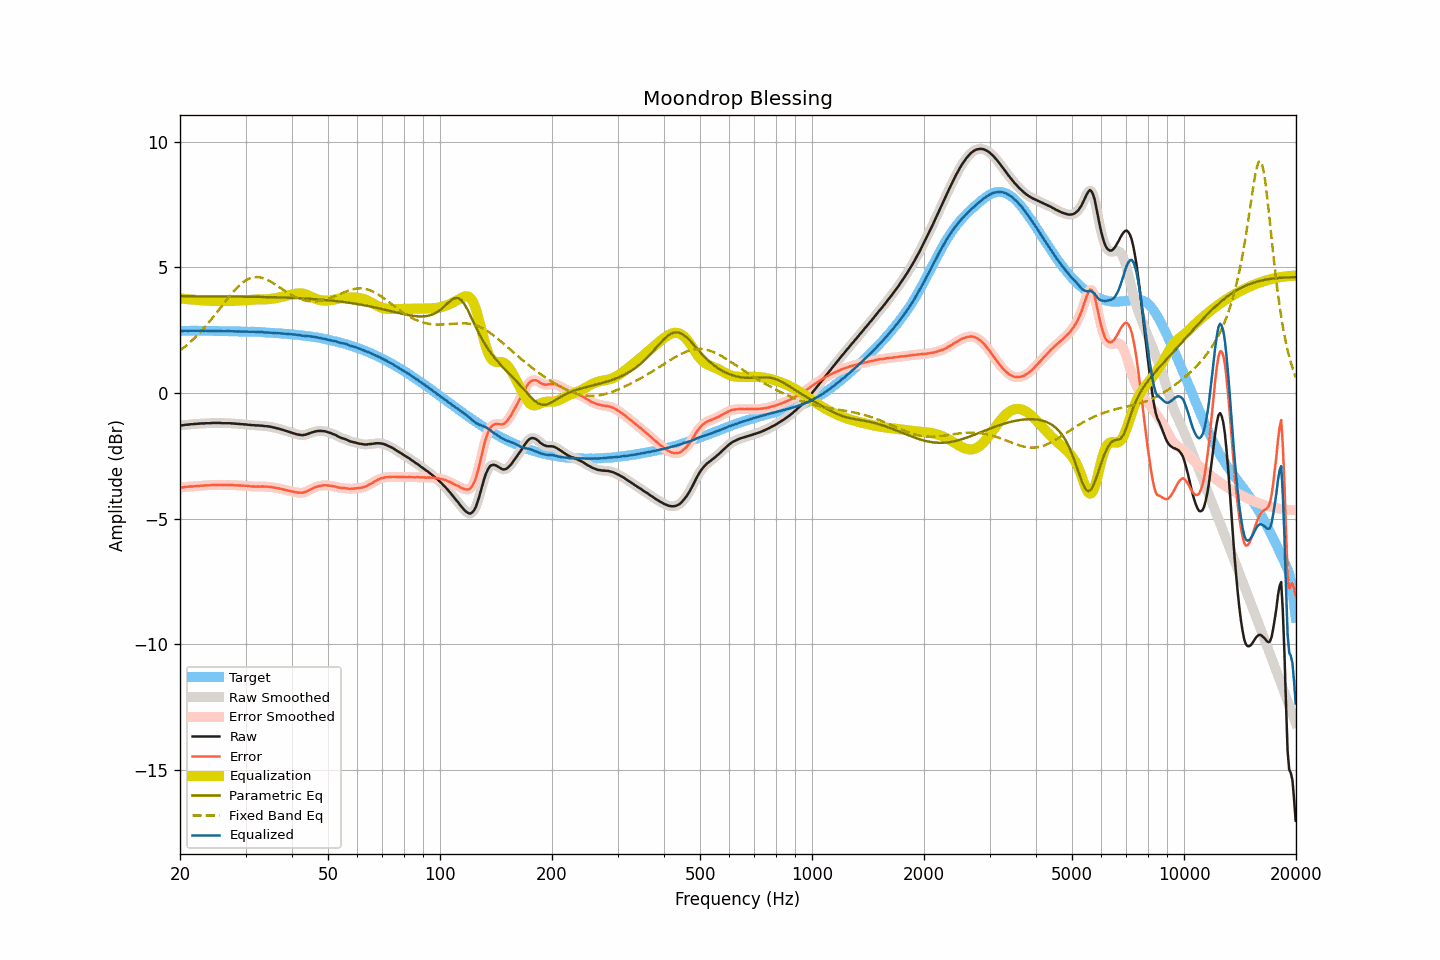 Moondrop Blessing
10
5
0
−5
−10
−15
Amplitude (dBr)
Target
Raw Smoothed
Error Smoothed
Raw
Error
Equalization
Parametric Eq
Fixed Band Eq
Equalized
20 50 100 200 500 1000 2000 5000 10000 20000
Frequency (Hz)